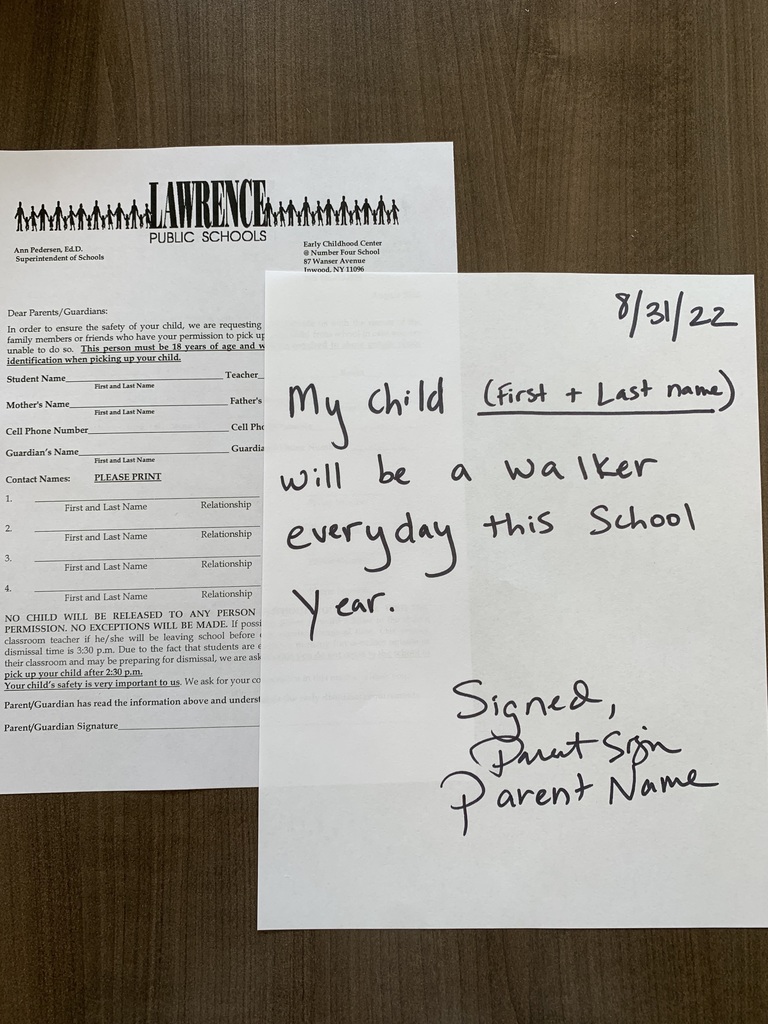 LAWRENCE
PUBLIC SCHOOLS
Ann Pedersen, Ed.D.
Superintendent of Schools
Early Childhood Center
@ Number Four School
87 Wanser Avenue
Inwood, NY 11096
Dear Parents/Guardians:
In order to ensure the safety of your child, we are requesting
family members or friends who have your permission to pick up
unable to do so. This person must be 18 years of age and
identification when picking up your child.
Student Name Teacher
First and Last Name
Mother's Name Father's
First and Last Name
Cell Phone Number Cell
Guardian's Name
First and Last Name
Contact Names: PLEASE PRINT
1.
First and Last Name Relationship
2.
First and Last Name Relationship
3.
First and Last Name Relationship
4.
First and Last Name Relationship
NO CHILD WILL BE RELEASED TO ANY PERSON
PERMISSION. NO EXCEPTIONS WILL BE MADE. If
classroom teacher if he/she will be leaving school before
dismissal time is 3:30 p.m. Due to the fact that students are
their classroom and may be preparing for dismissal, we are
pick up your child after 2:30 p.m.
Your child's safety is very important to us. We ask for your
Parent/Guardian has read the information above and
Parent/Guardian Signature
8/31/22
My child (First + Last name)
will be a walker
everyday this School
Year.
Signed,
Parent Sign
Parent Name